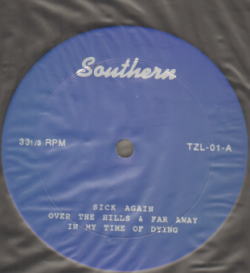 Southern
33 1/3 RPM
TZL-01-A
SICK AGAIN
OVER THE HILLS & FAR AWAY
IN MY TIME OF DYING